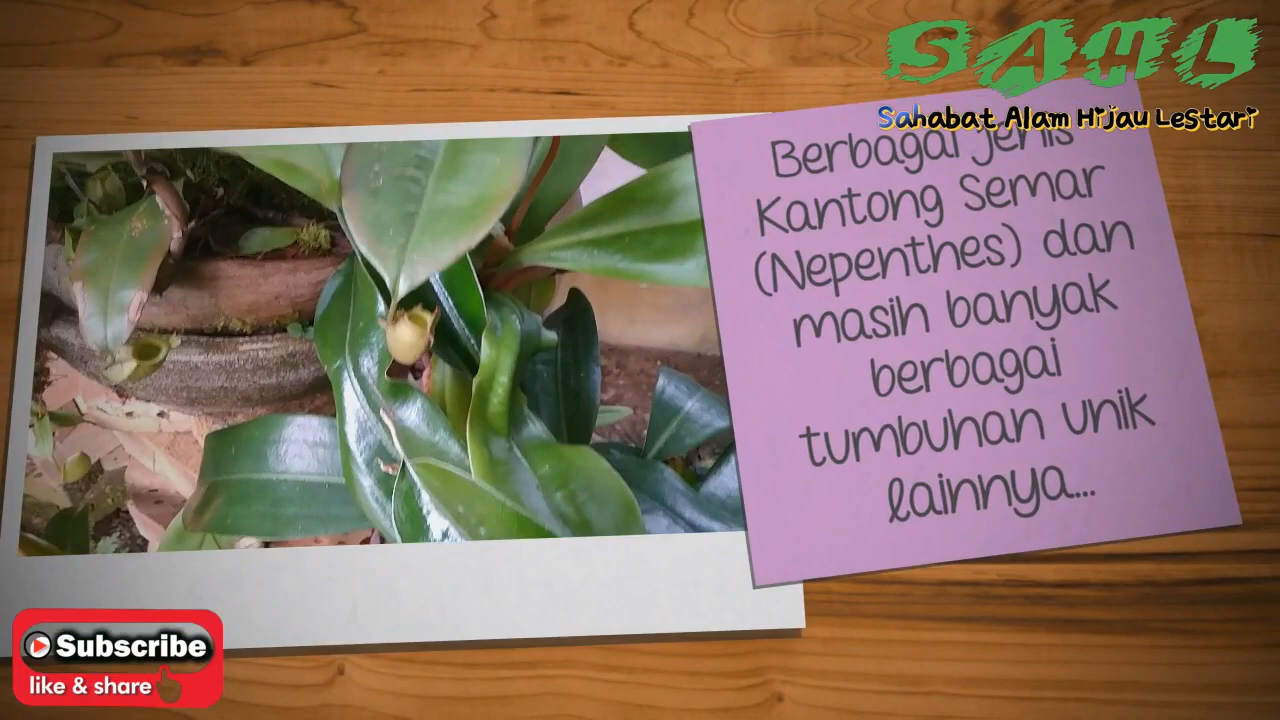 SAHL
Sahabat Alam Hijau Lestari
Berbagai jenis
Kantong Semar
(Nepenthes) dan
masih banyak
berbagai
tumbuhan unik
lainnya...
Subscribe
like & share